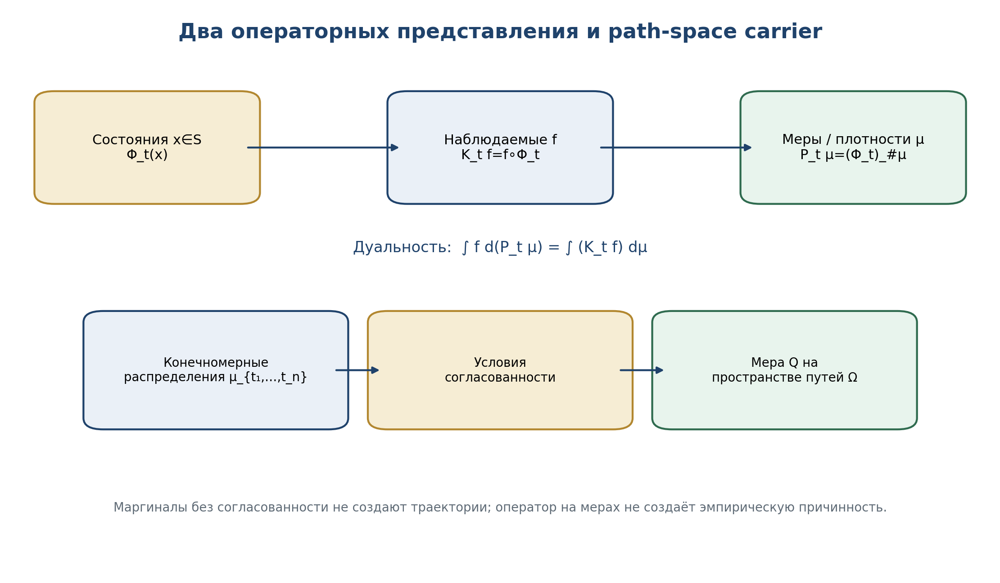 Два операторных представления и path-space carrier
Состояния x∈S
Φ_t(x)
Наблюдаемые f
K_t f=f∘Φ_t
Меры / плотности μ
P_t μ=(Φ_t)_#μ
Дуальность:  ∫ f d(P_t μ) = ∫ (K_t f) dμ
Конечномерные
распределения μ_{t₁,…,t_n}
Условия
согласованности
Мера Q на
пространстве путей Ω
Маргиналы без согласованности не создают траектории; оператор на мерах не создаёт эмпирическую причинность.